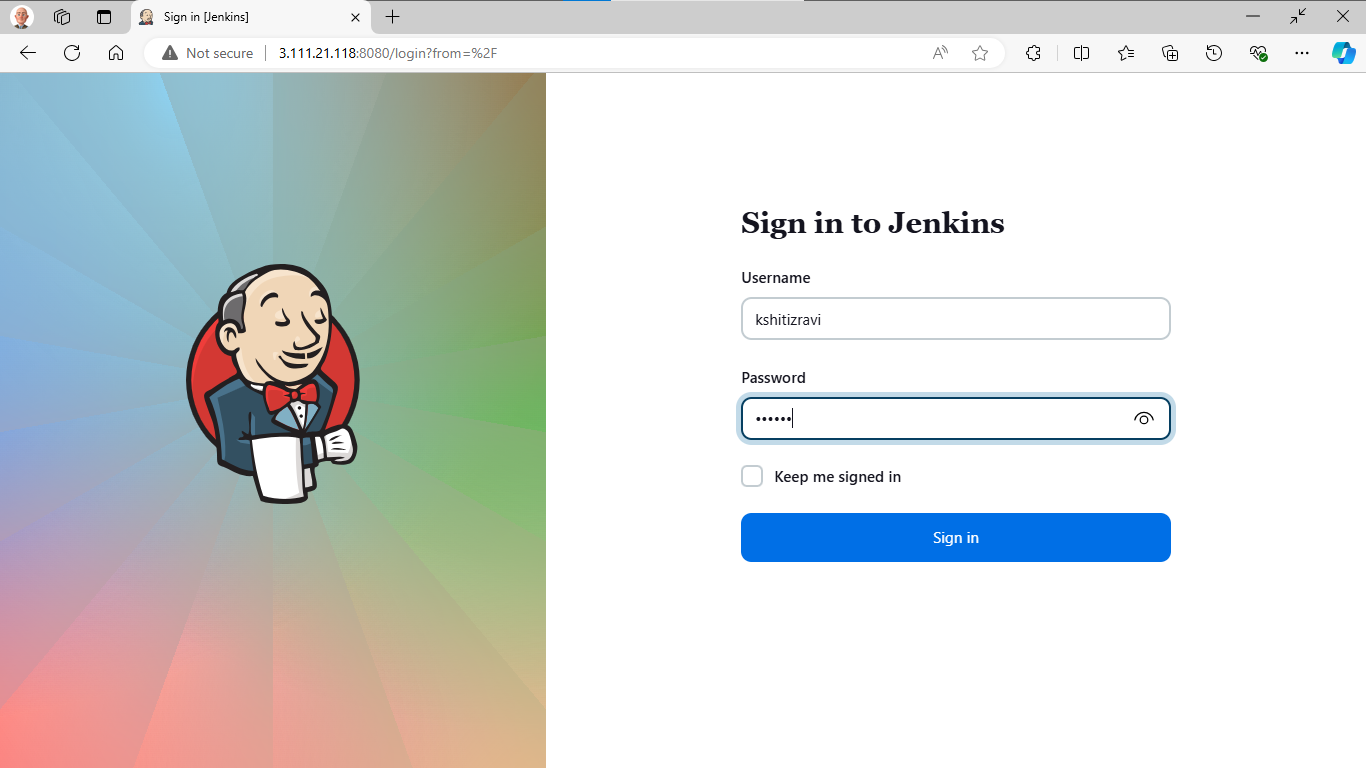 Sign in [Jenkins]
Not secure
3.111.21.118:8080/login?from=%2F
Sign in to Jenkins
Username
kshitizravi
Password
••••••
Keep me signed in
Sign in